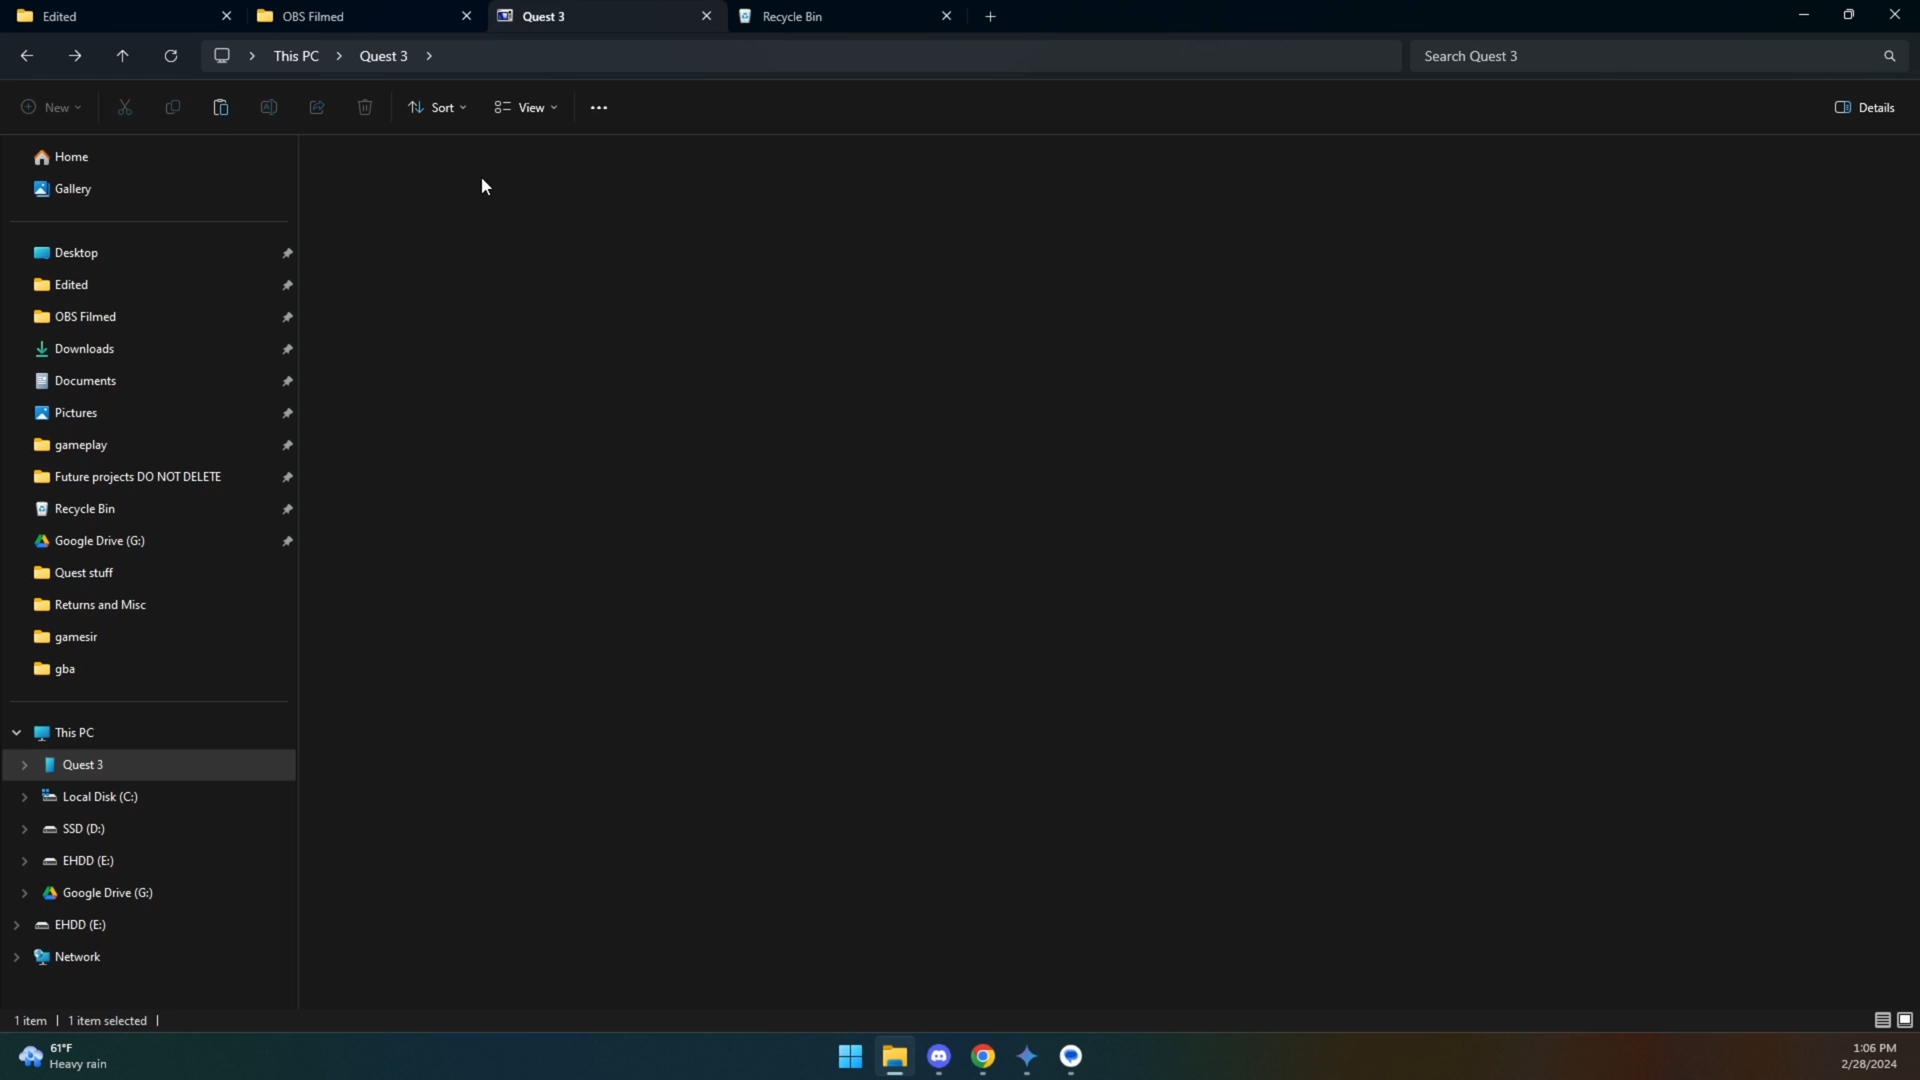 Edited
OBS Filmed
Quest 3
Recycle Bin
This PC
Quest 3
Search Quest 3
New
Sort
View
Details
Home
Gallery
Desktop
Edited
OBS Filmed
Downloads
Documents
Pictures
gameplay
Future projects DO NOT DELETE
Recycle Bin
Google Drive (G:)
Quest stuff
Returns and Misc
gamesir
gba
This PC
Quest 3
Local Disk (C:)
SSD (D:)
EHDD (E:)
Google Drive (G:)
EHDD (E:)
Network
1 item
1 item selected
61°F
Heavy rain
1:06 PM
2/28/2024